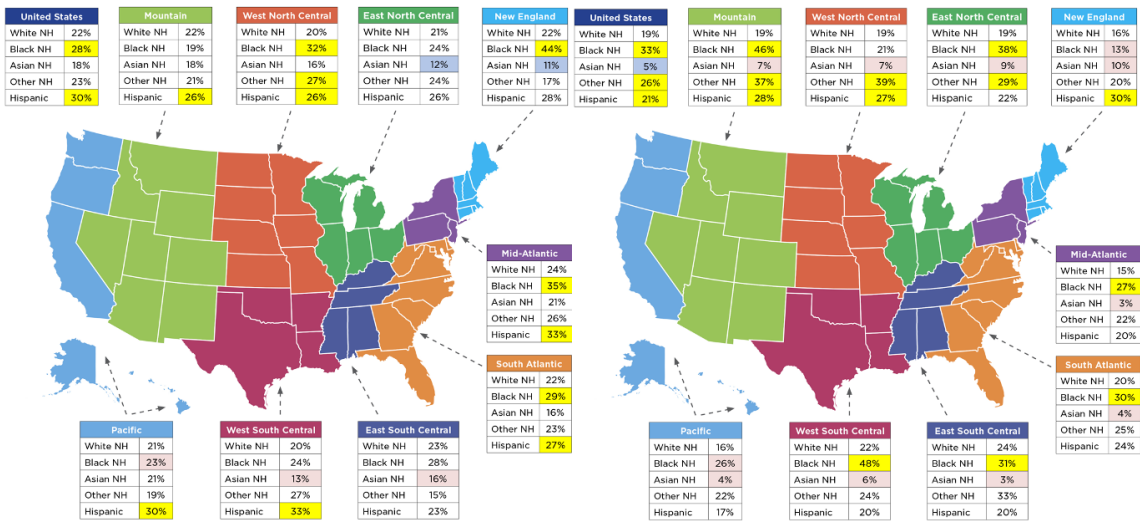 United States
White NH 22%
Black NH 28%
Asian NH 18%
Other NH 23%
Hispanic 30%
Mountain
White NH 22%
Black NH 19%
Asian NH 18%
Other NH 21%
Hispanic 26%
West North Central
White NH 20%
Black NH 32%
Asian NH 16%
Other NH 27%
Hispanic 26%
East North Central
White NH 21%
Black NH 24%
Asian NH 12%
Other NH 24%
Hispanic 26%
New England
White NH 22%
Black NH 44%
Asian NH 11%
Other NH 17%
Hispanic 28%
Mid-Atlantic
White NH 24%
Black NH 35%
Asian NH 21%
Other NH 26%
Hispanic 33%
South Atlantic
White NH 22%
Black NH 29%
Asian NH 16%
Other NH 23%
Hispanic 27%
Pacific
White NH 21%
Black NH 23%
Asian NH 21%
Other NH 19%
Hispanic 30%
West South Central
White NH 20%
Black NH 24%
Asian NH 13%
Other NH 27%
Hispanic 33%
East South Central
White NH 23%
Black NH 28%
Asian NH 16%
Other NH 15%
Hispanic 23%
United States
White NH 19%
Black NH 33%
Asian NH 5%
Other NH 26%
Hispanic 21%
Mountain
White NH 19%
Black NH 46%
Asian NH 7%
Other NH 37%
Hispanic 28%
West North Central
White NH 19%
Black NH 21%
Asian NH 7%
Other NH 39%
Hispanic 27%
East North Central
White NH 19%
Black NH 38%
Asian NH 9%
Other NH 29%
Hispanic 22%
New England
White NH 16%
Black NH 13%
Asian NH 10%
Other NH 20%
Hispanic 30%
Mid-Atlantic
White NH 15%
Black NH 27%
Asian NH 3%
Other NH 22%
Hispanic 20%
South Atlantic
White NH 20%
Black NH 30%
Asian NH 4%
Other NH 25%
Hispanic 24%
Pacific
White NH 16%
Black NH 26%
Asian NH 4%
Other NH 22%
Hispanic 17%
West South Central
White NH 22%
Black NH 48%
Asian NH 6%
Other NH 24%
Hispanic 20%
East South Central
White NH 24%
Black NH 31%
Asian NH 3%
Other NH 33%
Hispanic 20%